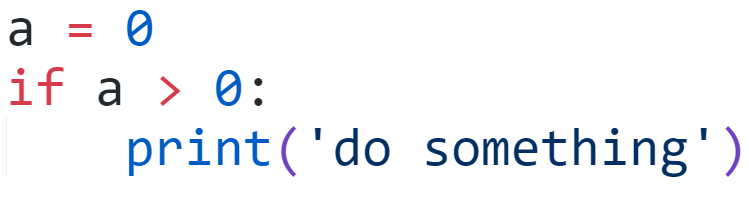 a = 0
if a > 0:
    print('do something')